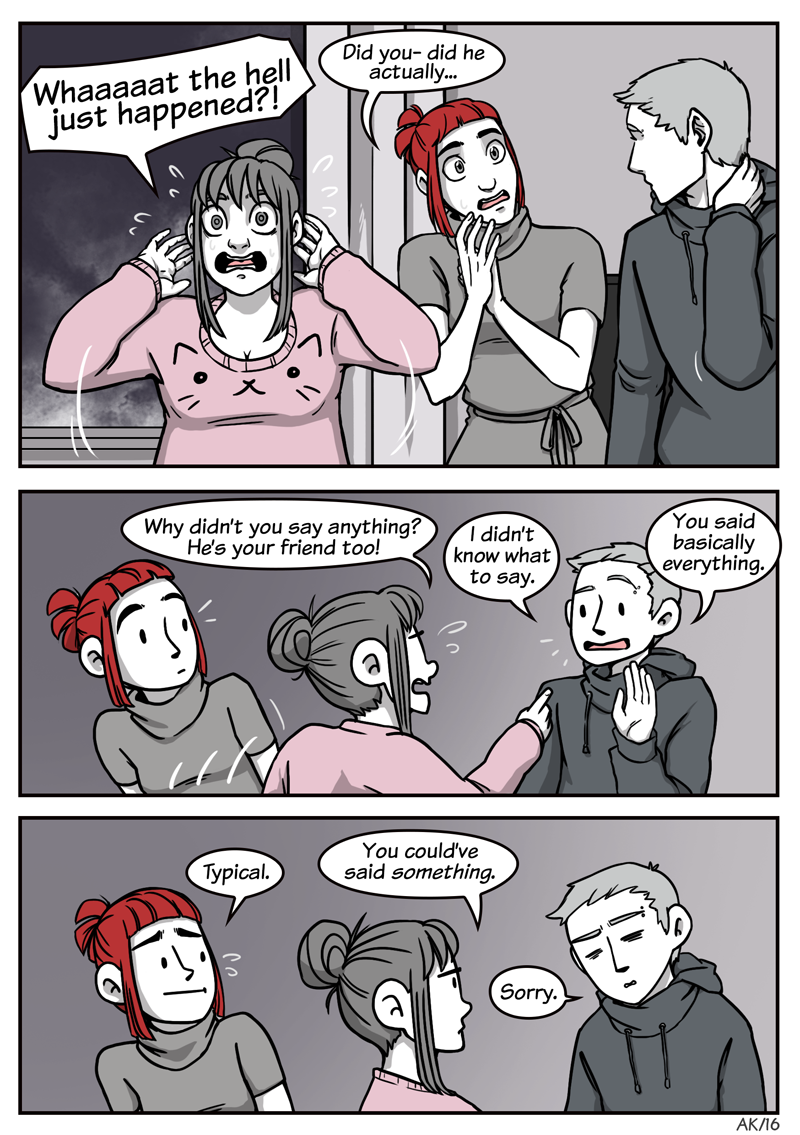 Whaaaaat the hell
just happened?!
Did you- did he
actually...
Why didn't you say anything?
He's your friend too!
I didn't
know what
to say.
You said
basically
everything.
Typical.
You could've
said something.
Sorry.
AK/16